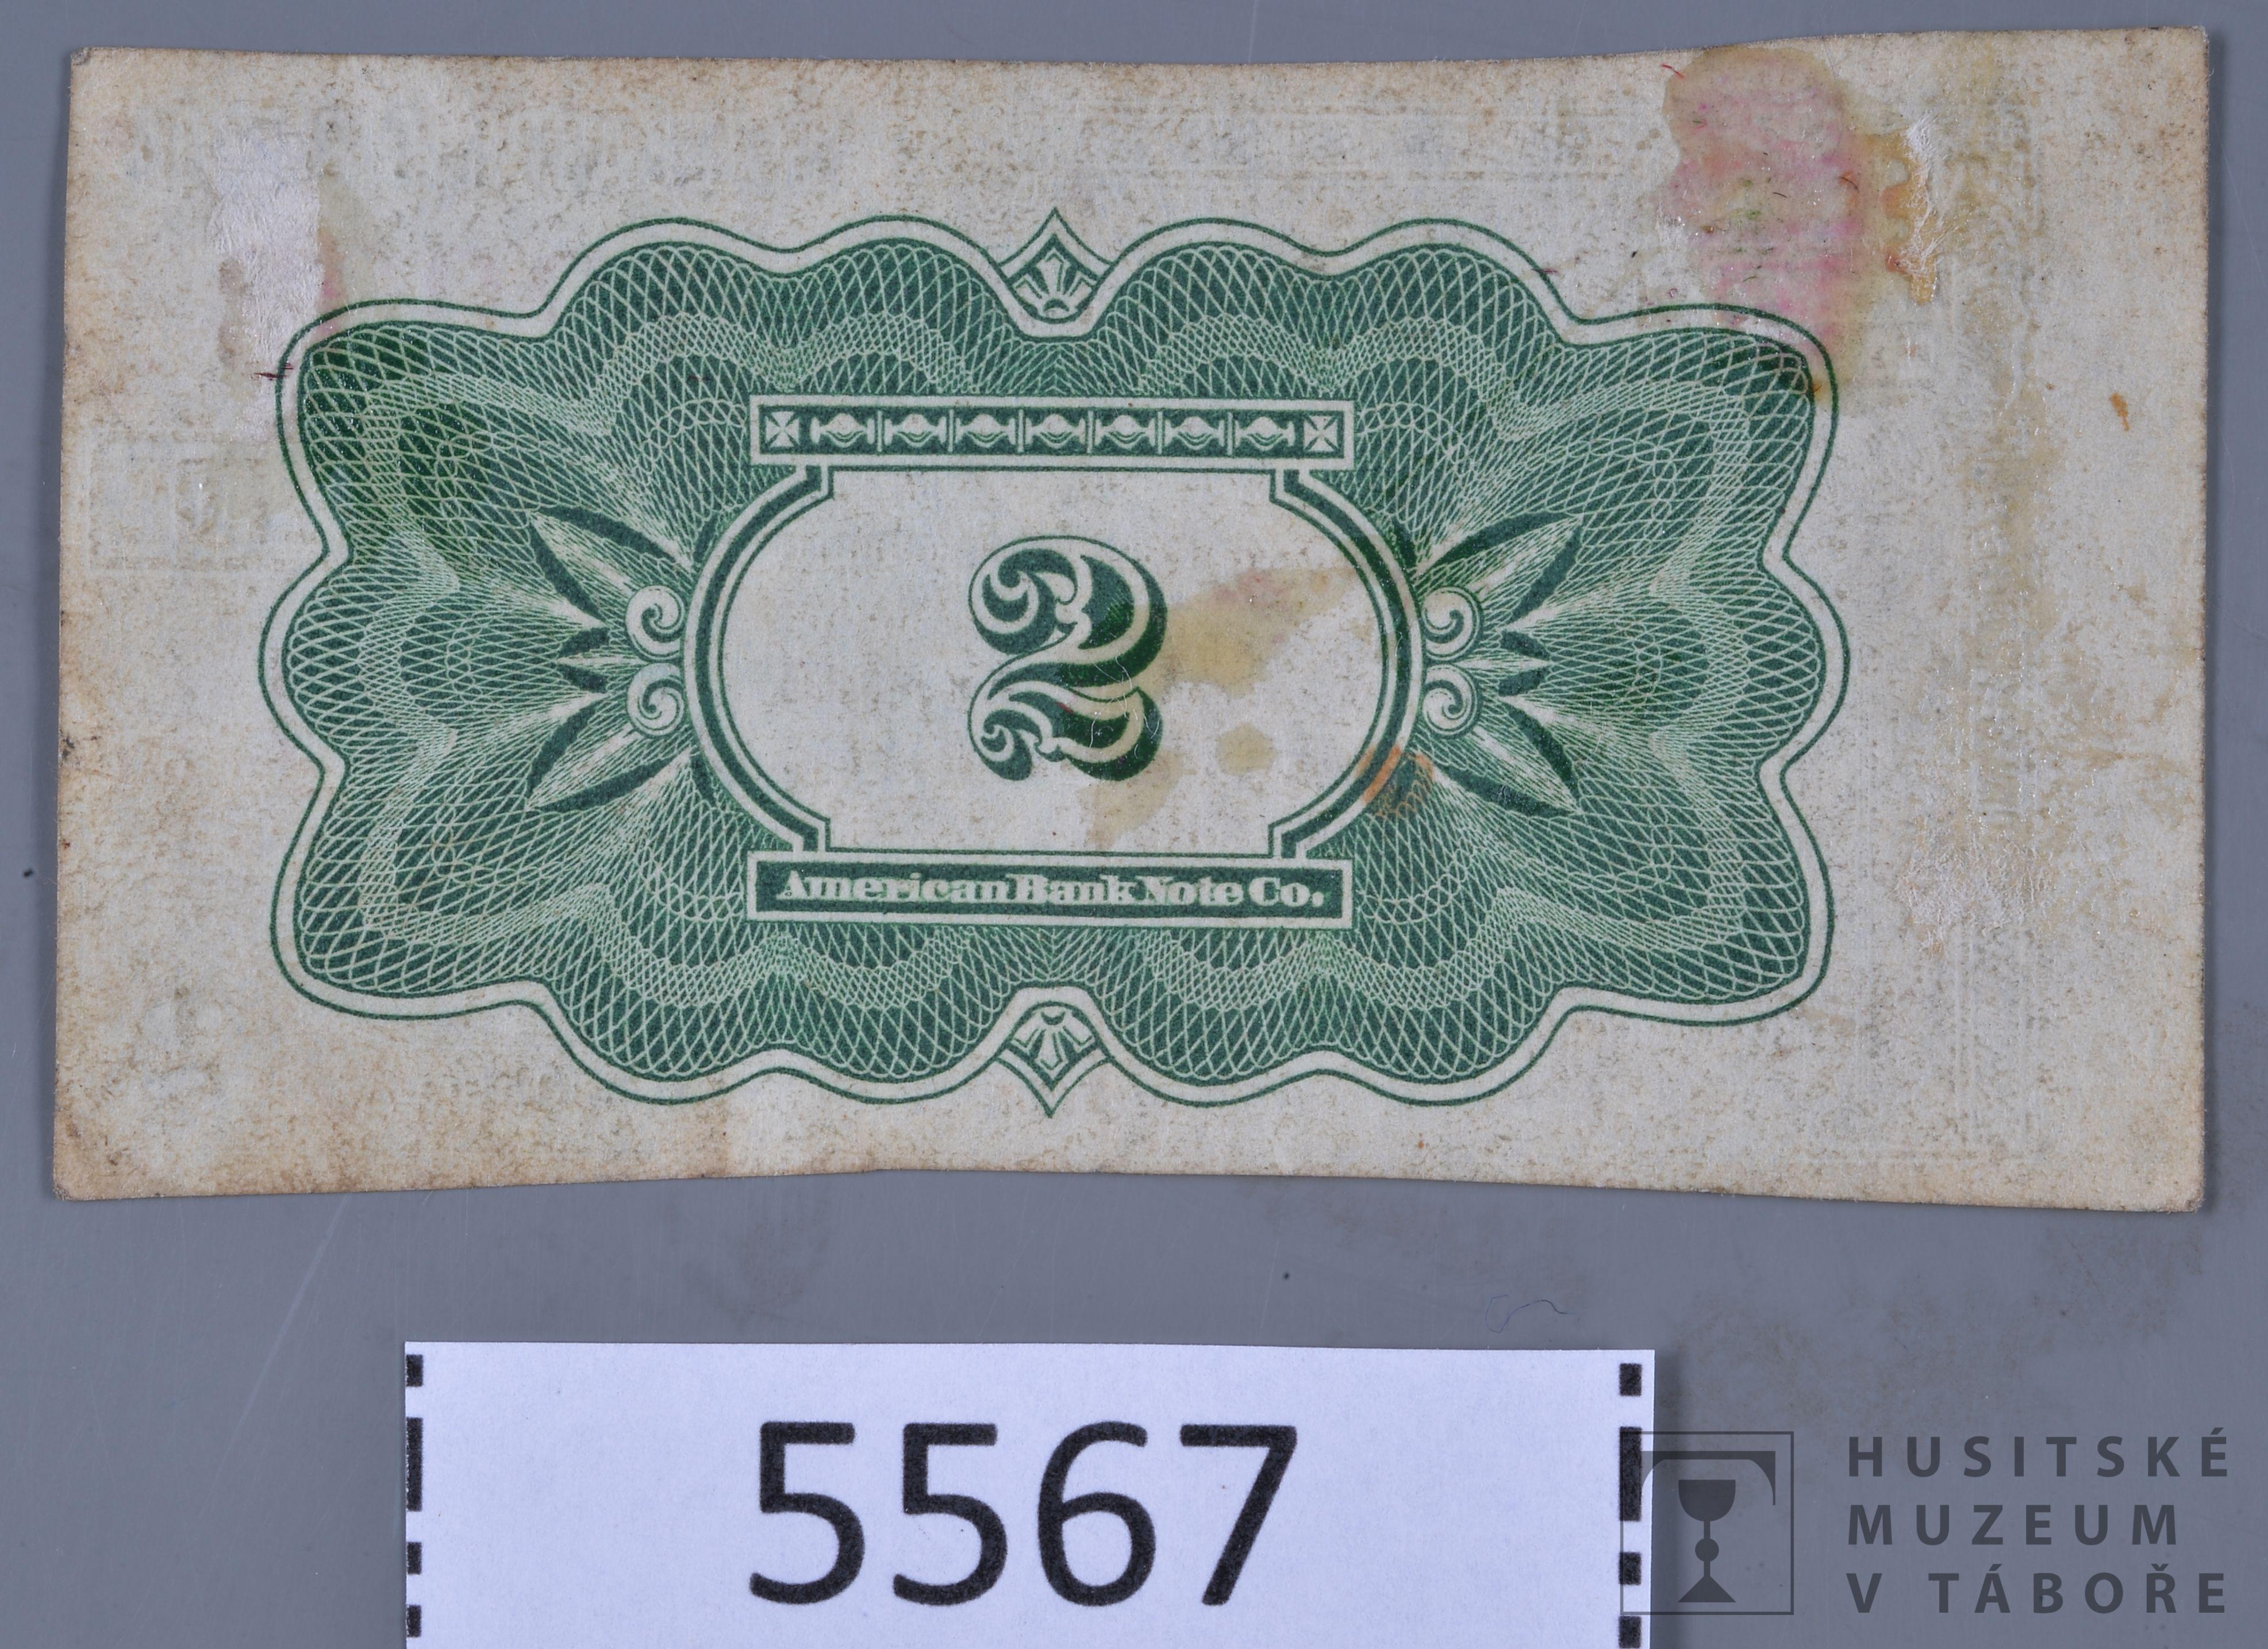 2
American Bank Note Co.
5567
HUSITSKÉ
MUZEUM
V TÁBOŘE